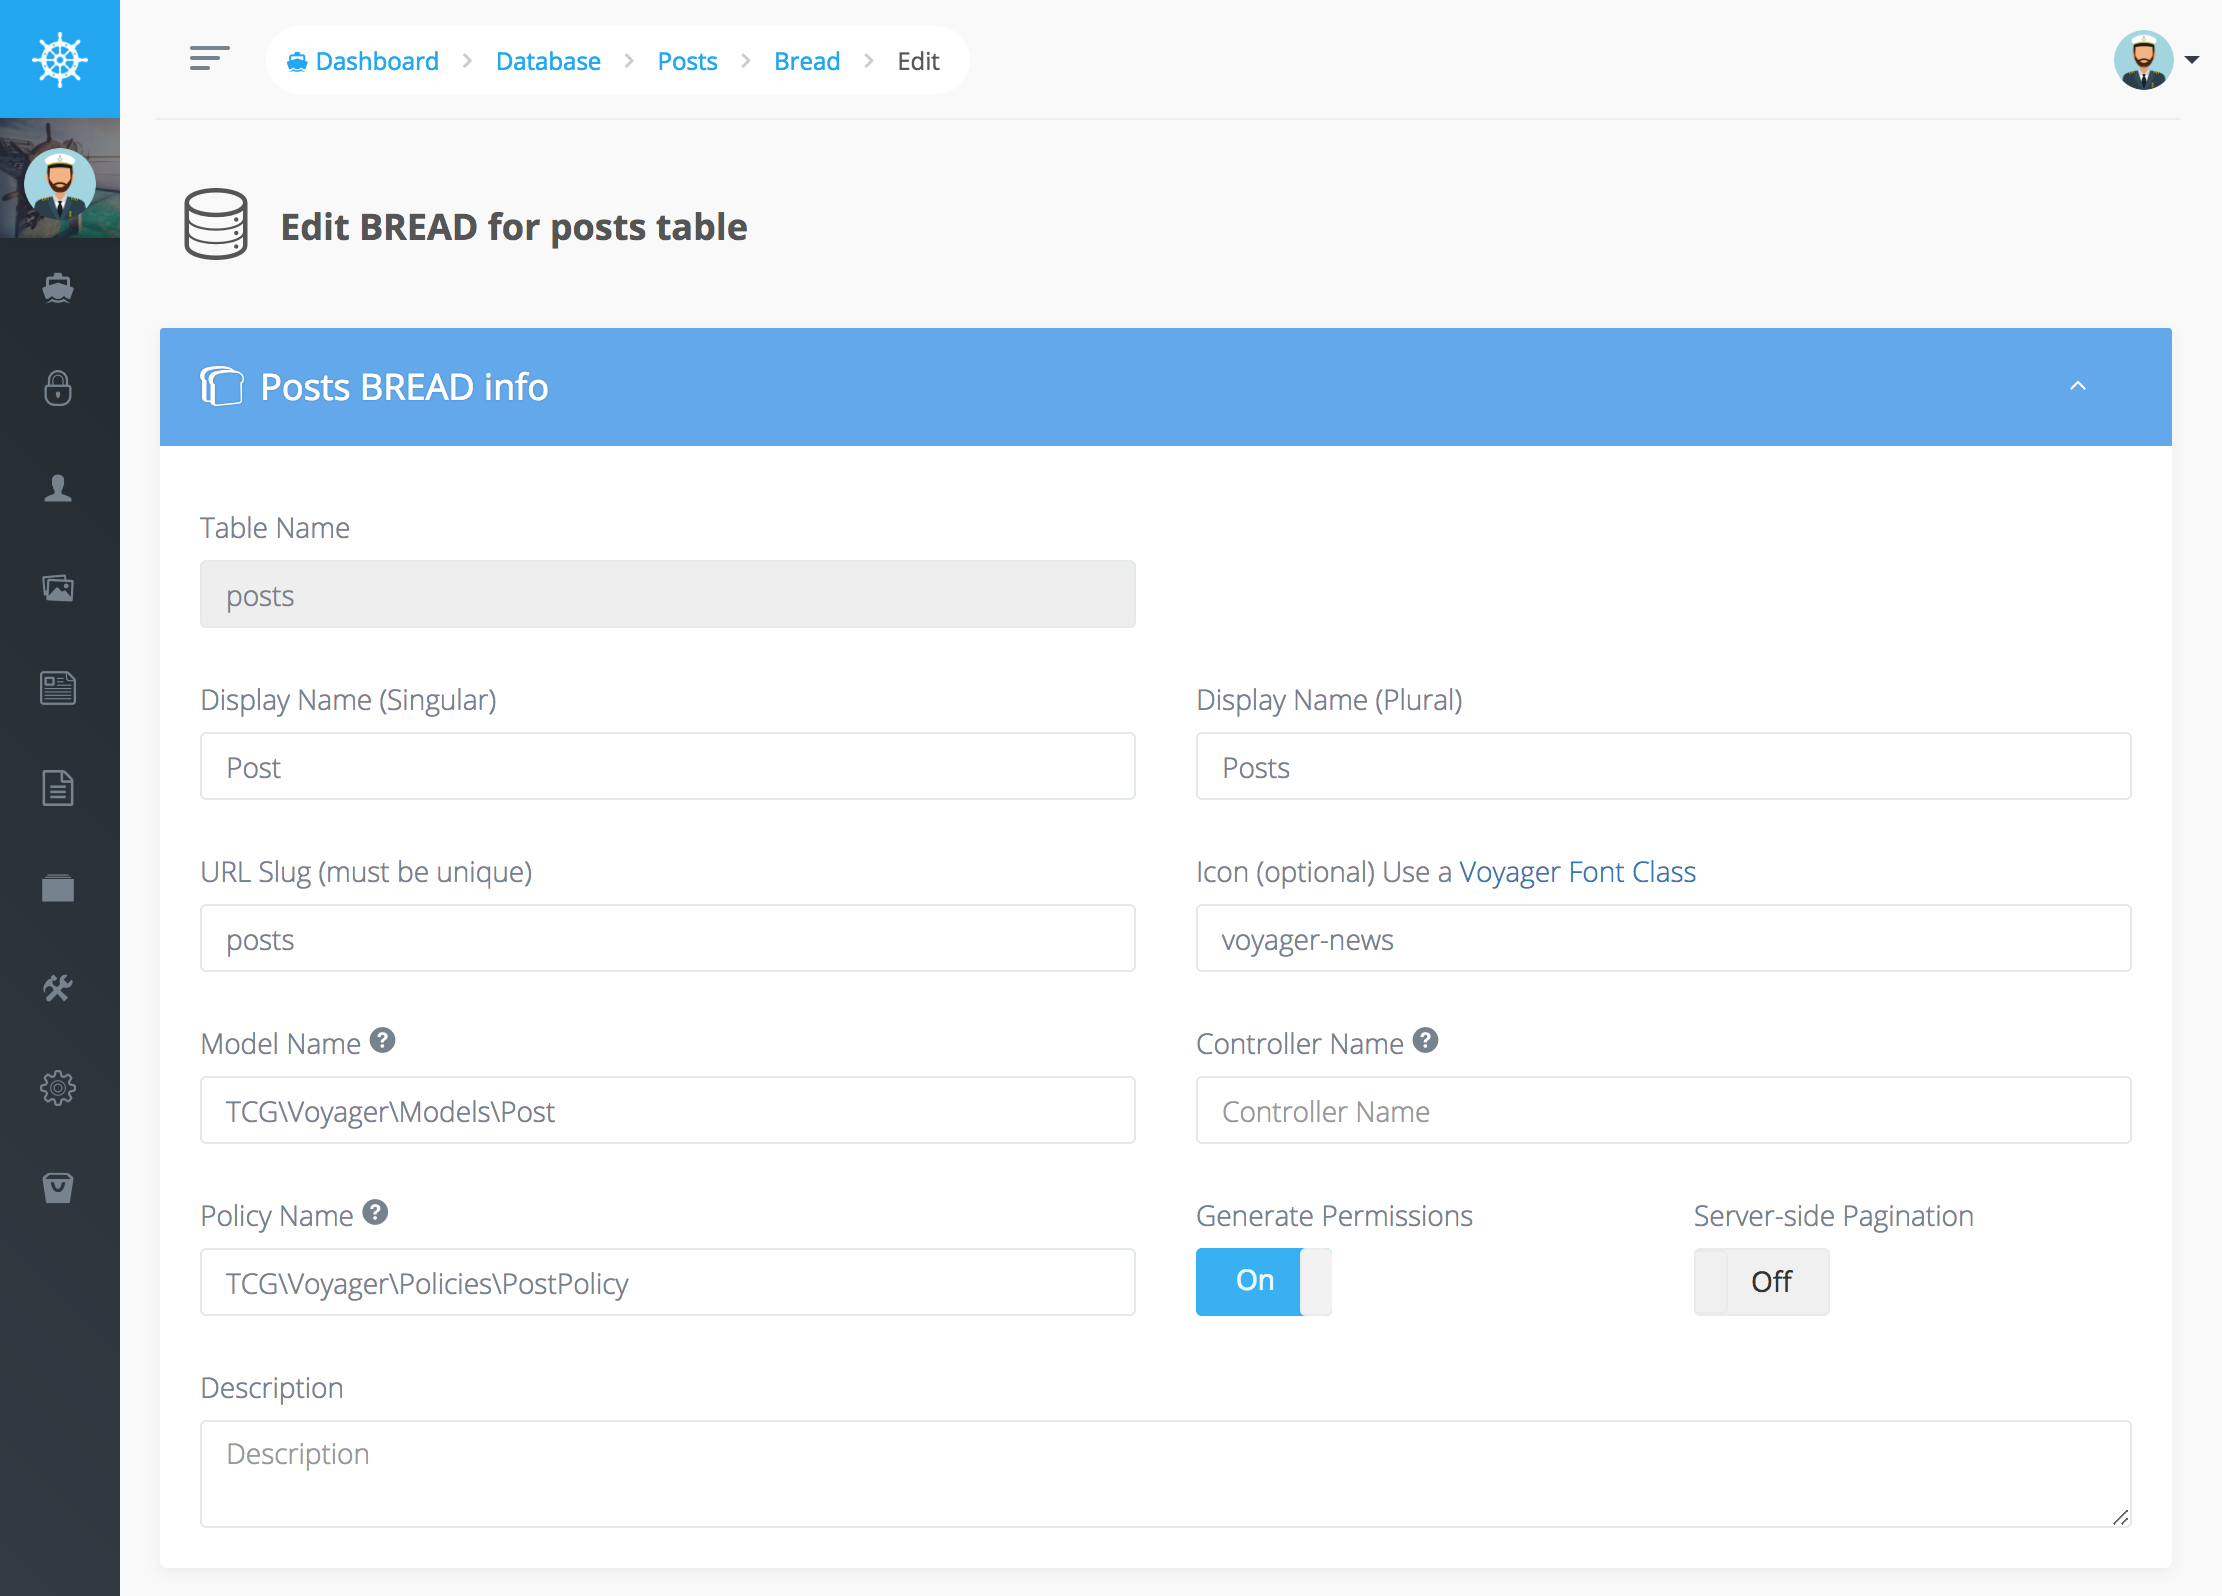 Dashboard > Database > Posts > Bread > Edit
Edit BREAD for posts table
Posts BREAD info
Table Name
posts
Display Name (Singular)
Display Name (Plural)
Post
Posts
URL Slug (must be unique)
Icon (optional) Use a Voyager Font Class
posts
voyager-news
Model Name ?
Controller Name ?
TCG\Voyager\Models\Post
Controller Name
Policy Name ?
Generate Permissions
Server-side Pagination
TCG\Voyager\Policies\PostPolicy
On
Off
Description
Description